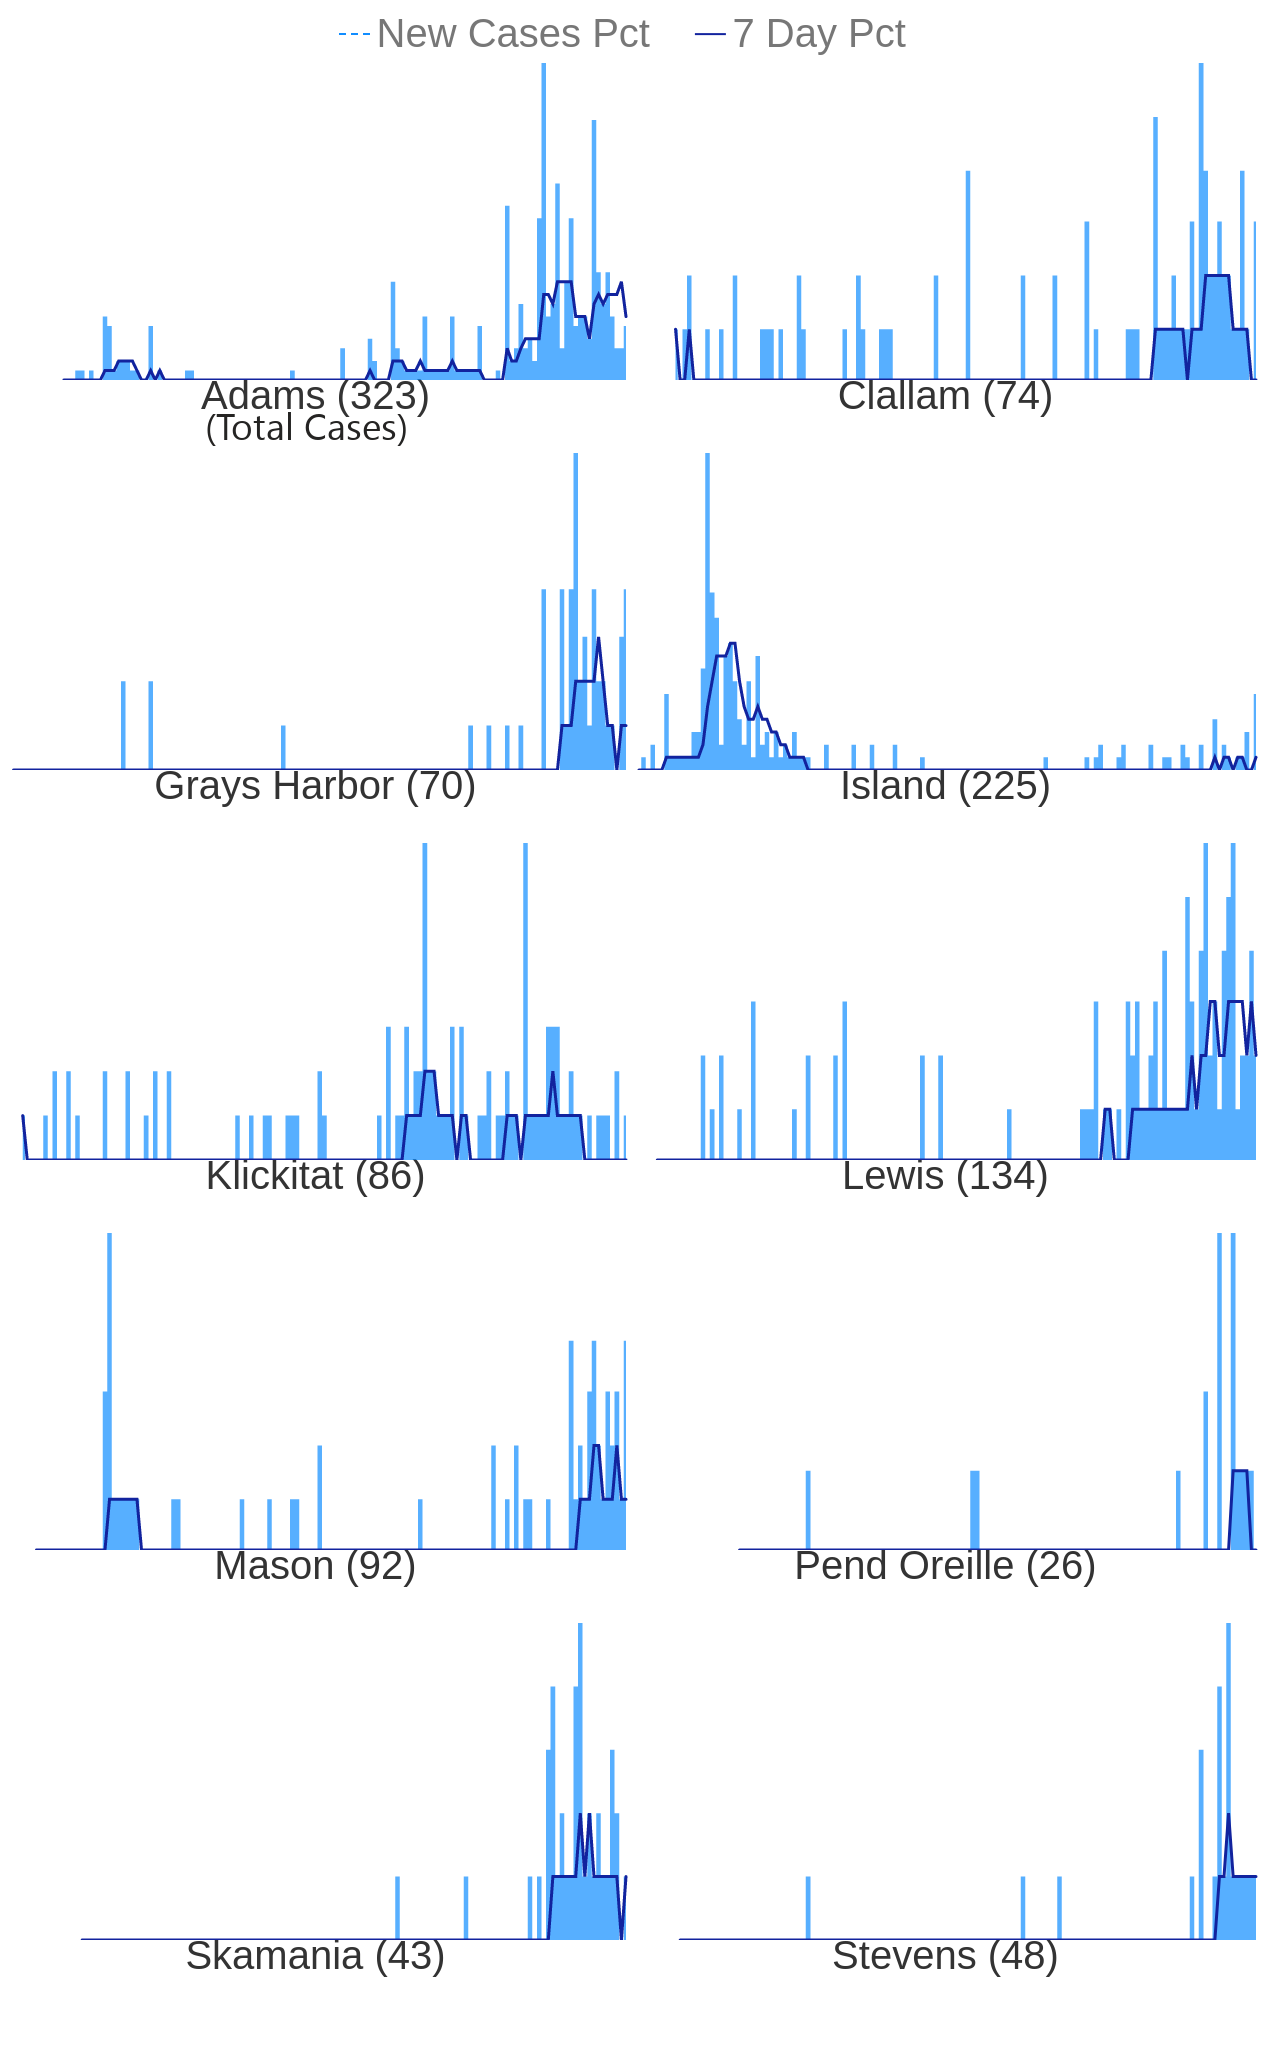 New Cases Pct 7 Day Pct
Adams (323) Clallam (74)
(Total Cases)
Grays Harbor (70) Island (225)
Klickitat (86) Lewis (134)
Mason (92) Pend Oreille (26)
Skamania (43) Stevens (48)